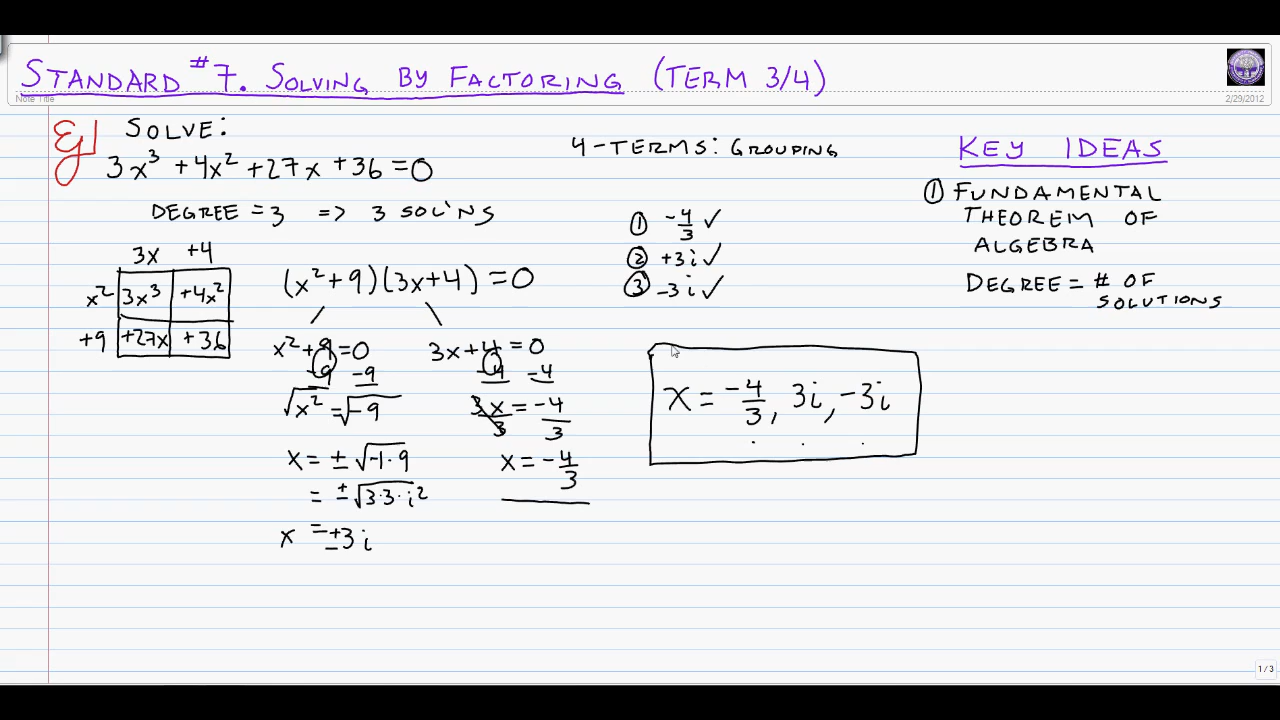 STANDARD #7. SOLVING BY FACTORING (TERM 3/4)
Note Title
2/29/2012
Eg
SOLVE:
3x³ + 4x² + 27x + 36 = 0
DEGREE = 3 => 3 SOL'NS
3x +4
x² 3x³ +4x²
+9 +27x +36
(x² + 9)(3x + 4) = 0
x² + 9 = 0
-9 -9
√x² = √-9
x = ± √-1·9
= ± √3·3·i²
x = ±3i
3x + 4 = 0
-4 -4
3x/3 = -4/3
x = -4/3
4-TERMS: GROUPING
① -4/3 ✓
② +3i ✓
③ -3i ✓
x = -4/3, 3i, -3i
KEY IDEAS
① FUNDAMENTAL
THEOREM OF
ALGEBRA
DEGREE = # OF
SOLUTIONS
1/3